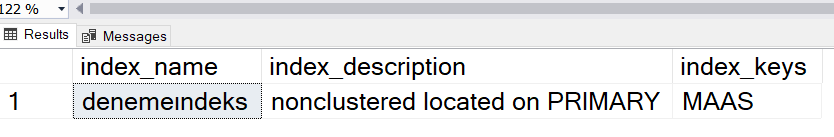 122 %
Results Messages
index_name index_description index_keys
1 denemeındeks nonclustered located on PRIMARY MAAS